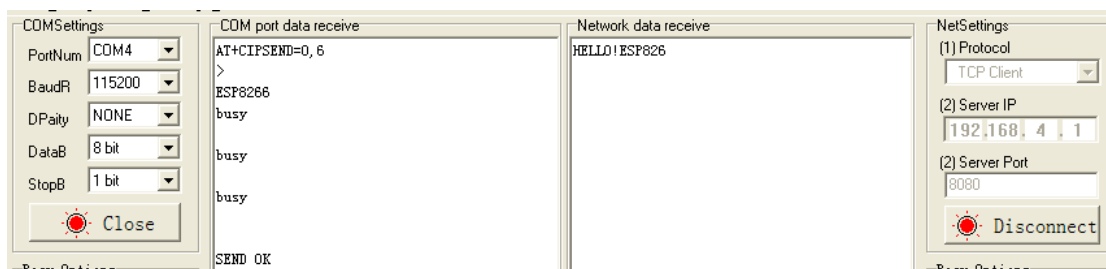 COMSettings
PortNum COM4
BaudR 115200
DPaity NONE
DataB 8 bit
StopB 1 bit
Close
COM port data receive
AT+CIPSEND=0,6
>
ESP8266
busy
busy
busy
SEND OK
Network data receive
HELLO!ESP826
NetSettings
(1) Protocol
TCP Client
(2) Server IP
192.168. 4 . 1
(2) Server Port
8080
Disconnect